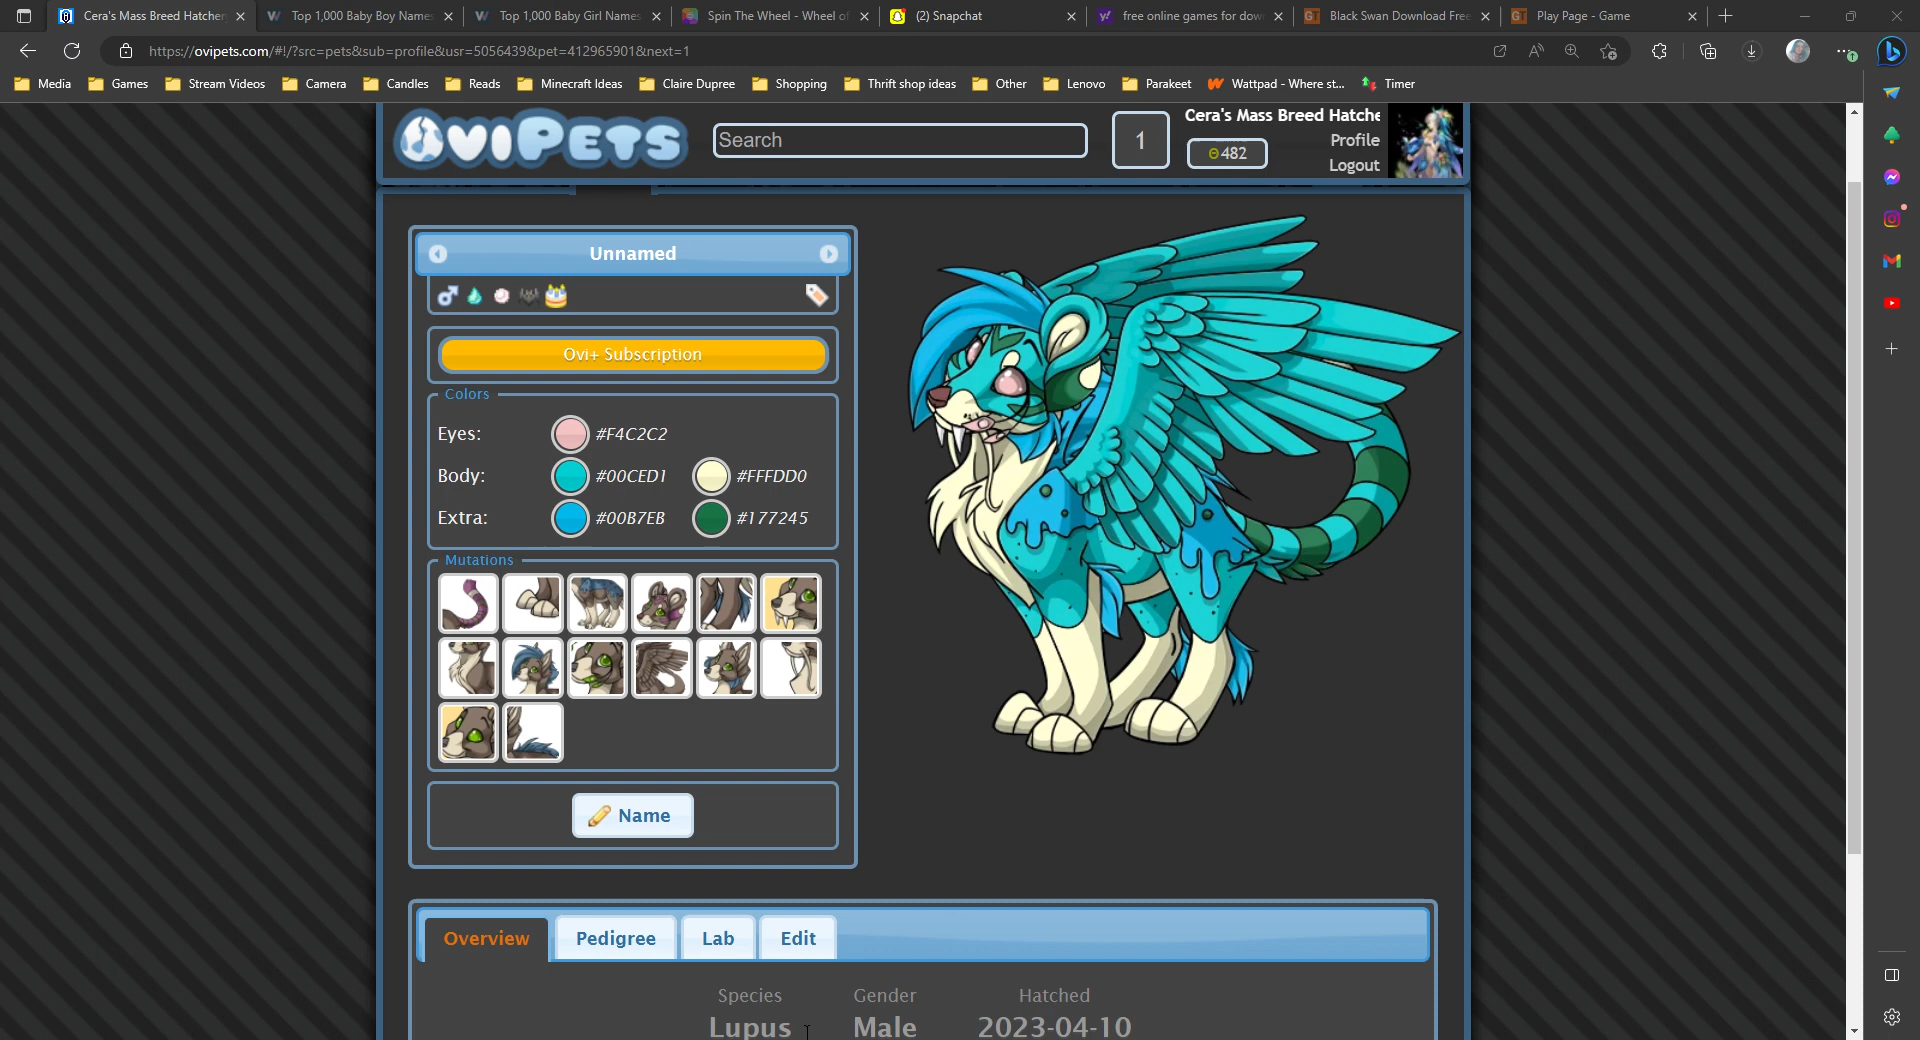 Cera's Mass Breed Hatcher
Top 1,000 Baby Boy Names
Top 1,000 Baby Girl Names
Spin The Wheel - Wheel of
(2) Snapchat
free online games for dow
Black Swan Download Free
Play Page - Game
https://ovipets.com/#!/?src=pets&sub=profile&usr=5056439&pet=412965901&next=1
Media
Games
Stream Videos
Camera
Candles
Reads
Minecraft Ideas
Claire Dupree
Shopping
Thrift shop ideas
Other
Lenovo
Parakeet
Wattpad - Where st...
Timer
OviPets
Search
1
Cera's Mass Breed Hatche
482
Profile
Logout
Unnamed
Ovi+ Subscription
Colors
Eyes: #F4C2C2
Body: #00CED1 #FFFDD0
Extra: #00B7EB #177245
Mutations
Name
Overview Pedigree Lab Edit
Species Gender Hatched
Lupus Male 2023-04-10